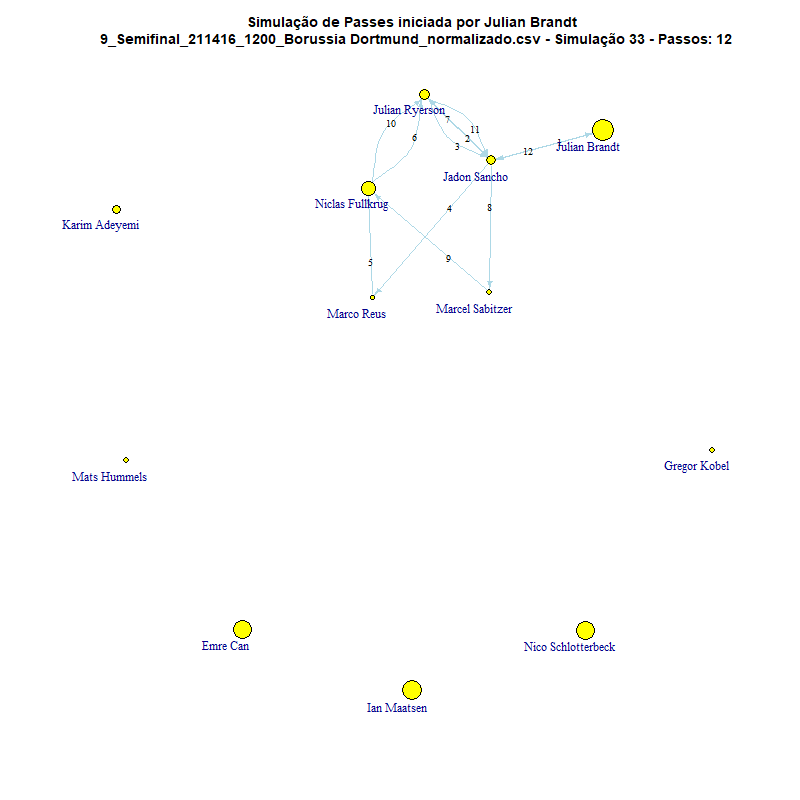 Simulação de Passes iniciada por Julian Brandt
9_Semifinal_211416_1200_Borussia Dortmund_normalizado.csv - Simulação 33 - Passos: 12
Julian Ryerson
7
10
11
2
6
3
12
1
Julian Brandt
Jadon Sancho
Niclas Fullkrug
4
8
Karim Adeyemi
9
5
Marco Reus
Marcel Sabitzer
Gregor Kobel
Mats Hummels
Emre Can
Nico Schlotterbeck
Ian Maatsen